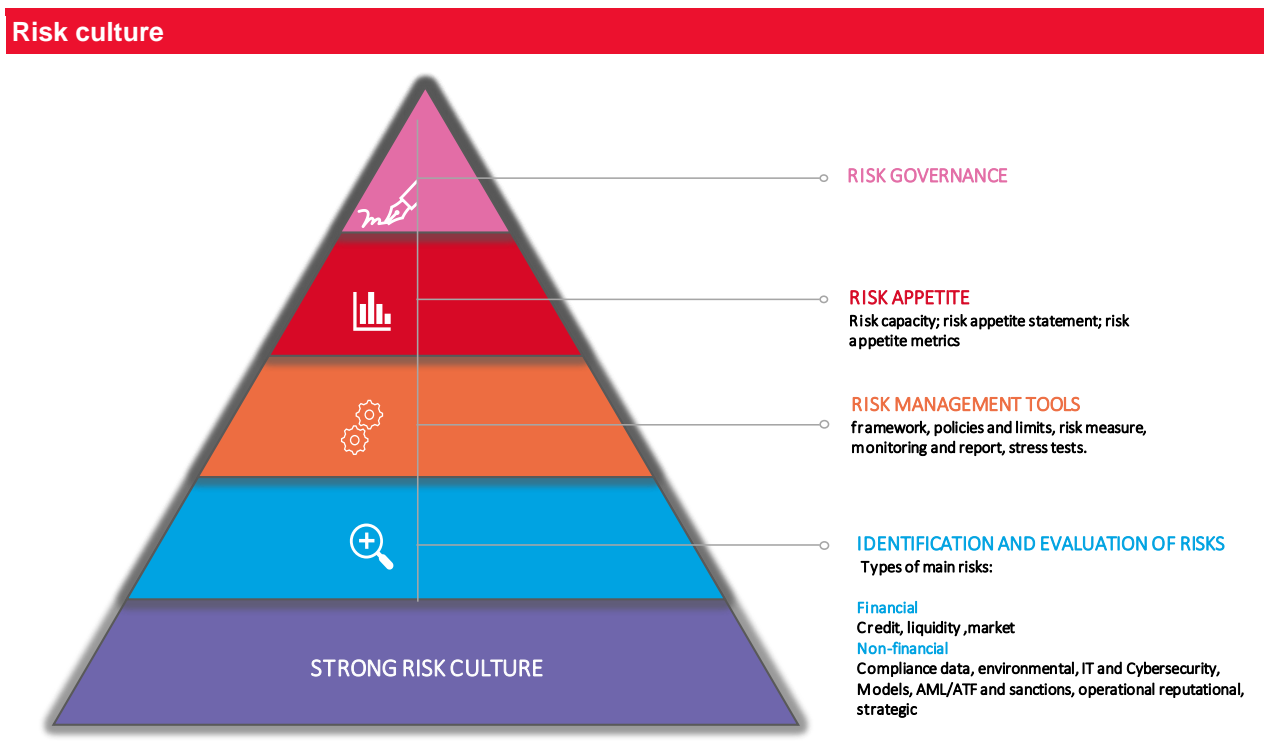 Risk culture
RISK GOVERNANCE
RISK APPETITE
Risk capacity; risk appetite statement; risk
appetite metrics
RISK MANAGEMENT TOOLS
framework, policies and limits, risk measure,
monitoring and report, stress tests.
IDENTIFICATION AND EVALUATION OF RISKS
Types of main risks:
Financial
Credit, liquidity ,market
Non-financial
Compliance data, environmental, IT and Cybersecurity,
Models, AML/ATF and sanctions, operational reputational,
strategic
STRONG RISK CULTURE